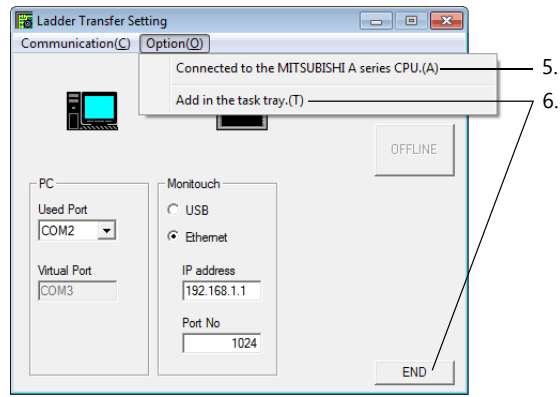 Ladder Transfer Setting
Communication(C) Option(O)
Connected to the MITSUBISHI A series CPU.(A) 5.
Add in the task tray.(T) 6.
OFFLINE
PC
Used Port
COM2
Virtual Port
COM3
Monitouch
USB
Ethernet
IP address
192.168.1.1
Port No
1024
END